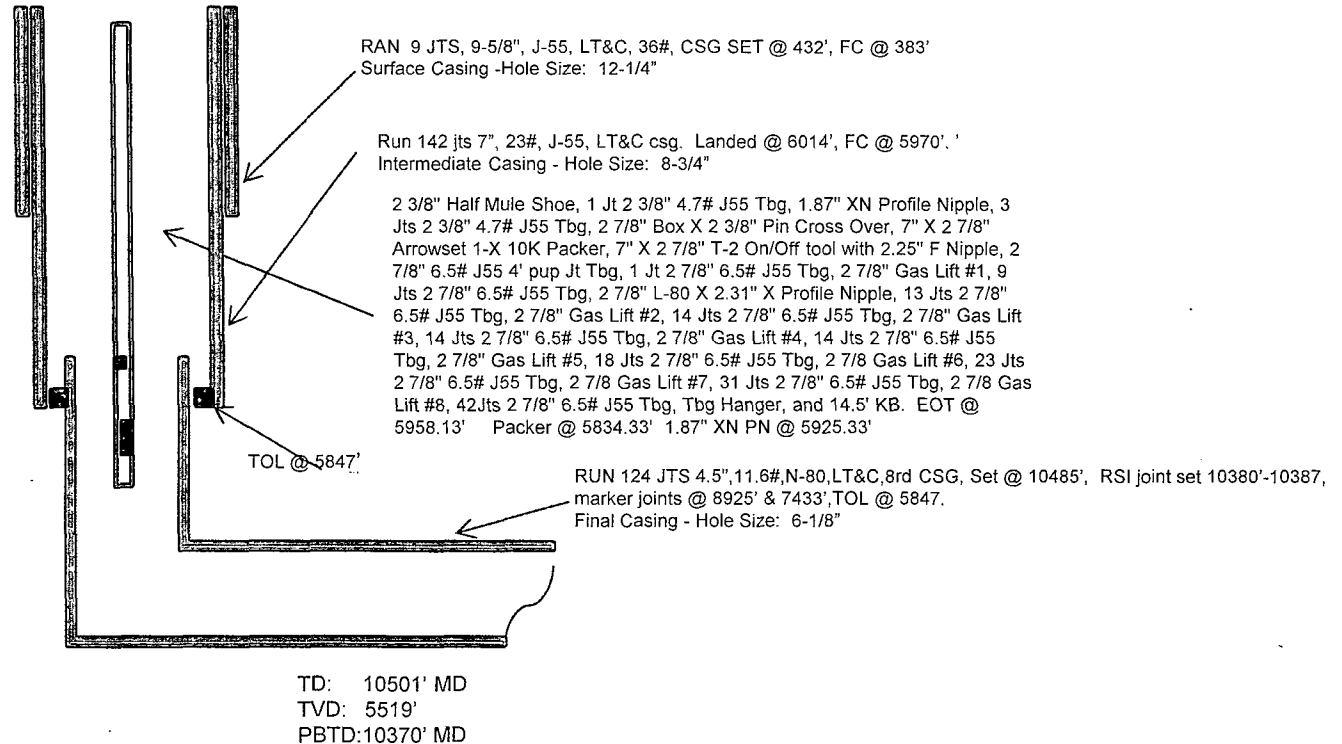 RAN 9 JTS, 9-5/8", J-55, LT&C, 36#, CSG SET @ 432', FC @ 383'
Surface Casing -Hole Size: 12-1/4"
Run 142 jts 7", 23#, J-55, LT&C csg. Landed @ 6014', FC @ 5970'. '
Intermediate Casing - Hole Size: 8-3/4"
2 3/8" Half Mule Shoe, 1 Jt 2 3/8" 4.7# J55 Tbg, 1.87" XN Profile Nipple, 3
Jts 2 3/8" 4.7# J55 Tbg, 2 7/8" Box X 2 3/8" Pin Cross Over, 7" X 2 7/8"
Arrowset 1-X 10K Packer, 7" X 2 7/8" T-2 On/Off tool with 2.25" F Nipple, 2
7/8" 6.5# J55 4' pup Jt Tbg, 1 Jt 2 7/8" 6.5# J55 Tbg, 2 7/8" Gas Lift #1, 9
Jts 2 7/8" 6.5# J55 Tbg, 2 7/8" L-80 X 2.31" X Profile Nipple, 13 Jts 2 7/8"
6.5# J55 Tbg, 2 7/8" Gas Lift #2, 14 Jts 2 7/8" 6.5# J55 Tbg, 2 7/8" Gas Lift
#3, 14 Jts 2 7/8" 6.5# J55 Tbg, 2 7/8" Gas Lift #4, 14 Jts 2 7/8" 6.5# J55
Tbg, 2 7/8" Gas Lift #5, 18 Jts 2 7/8" 6.5# J55 Tbg, 2 7/8 Gas Lift #6, 23 Jts
2 7/8" 6.5# J55 Tbg, 2 7/8 Gas Lift #7, 31 Jts 2 7/8" 6.5# J55 Tbg, 2 7/8 Gas
Lift #8, 42Jts 2 7/8" 6.5# J55 Tbg, Tbg Hanger, and 14.5' KB. EOT @
5958.13' Packer @ 5834.33' 1.87" XN PN @ 5925.33'
TOL @ 5847'
RUN 124 JTS 4.5",11.6#,N-80,LT&C,8rd CSG, Set @ 10485', RSI joint set 10380'-10387,
marker joints @ 8925' & 7433',TOL @ 5847.
Final Casing - Hole Size: 6-1/8"
TD: 10501' MD
TVD: 5519'
PBTD:10370' MD